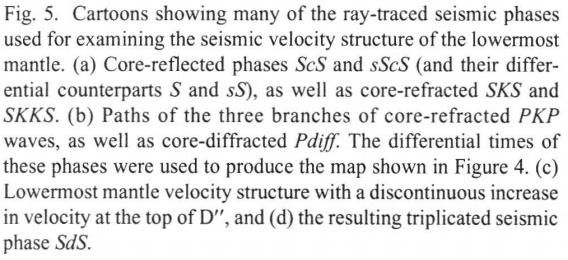 Fig. 5. Cartoons showing many of the ray-traced seismic phases
used for examining the seismic velocity structure of the lowermost
mantle. (a) Core-reflected phases ScS and sScS (and their differ-
ential counterparts S and sS), as well as core-refracted SKS and
SKKS. (b) Paths of the three branches of core-refracted PKP
waves, as well as core-diffracted Pdiff. The differential times of
these phases were used to produce the map shown in Figure 4. (c)
Lowermost mantle velocity structure with a discontinuous increase
in velocity at the top of D″, and (d) the resulting triplicated seismic
phase SdS.